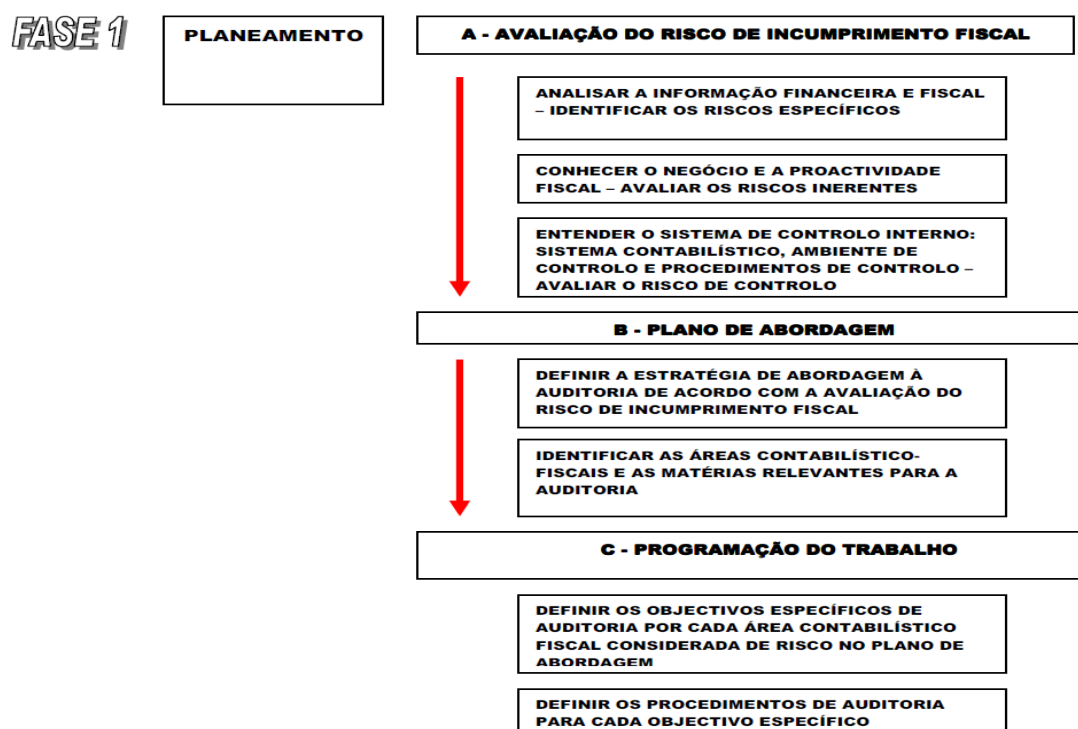 FASE 1
PLANEAMENTO
A - AVALIAÇÃO DO RISCO DE INCUMPRIMENTO FISCAL
ANALISAR A INFORMAÇÃO FINANCEIRA E FISCAL
– IDENTIFICAR OS RISCOS ESPECÍFICOS
CONHECER O NEGÓCIO E A PROACTIVIDADE
FISCAL – AVALIAR OS RISCOS INERENTES
ENTENDER O SISTEMA DE CONTROLO INTERNO:
SISTEMA CONTABILÍSTICO, AMBIENTE DE
CONTROLO E PROCEDIMENTOS DE CONTROLO –
AVALIAR O RISCO DE CONTROLO
B - PLANO DE ABORDAGEM
DEFINIR A ESTRATÉGIA DE ABORDAGEM À
AUDITORIA DE ACORDO COM A AVALIAÇÃO DO
RISCO DE INCUMPRIMENTO FISCAL
IDENTIFICAR AS ÁREAS CONTABILÍSTICO-
FISCAIS E AS MATÉRIAS RELEVANTES PARA A
AUDITORIA
C - PROGRAMAÇÃO DO TRABALHO
DEFINIR OS OBJECTIVOS ESPECÍFICOS DE
AUDITORIA POR CADA ÁREA CONTABILÍSTICO
FISCAL CONSIDERADA DE RISCO NO PLANO DE
ABORDAGEM
DEFINIR OS PROCEDIMENTOS DE AUDITORIA
PARA CADA OBJECTIVO ESPECÍFICO